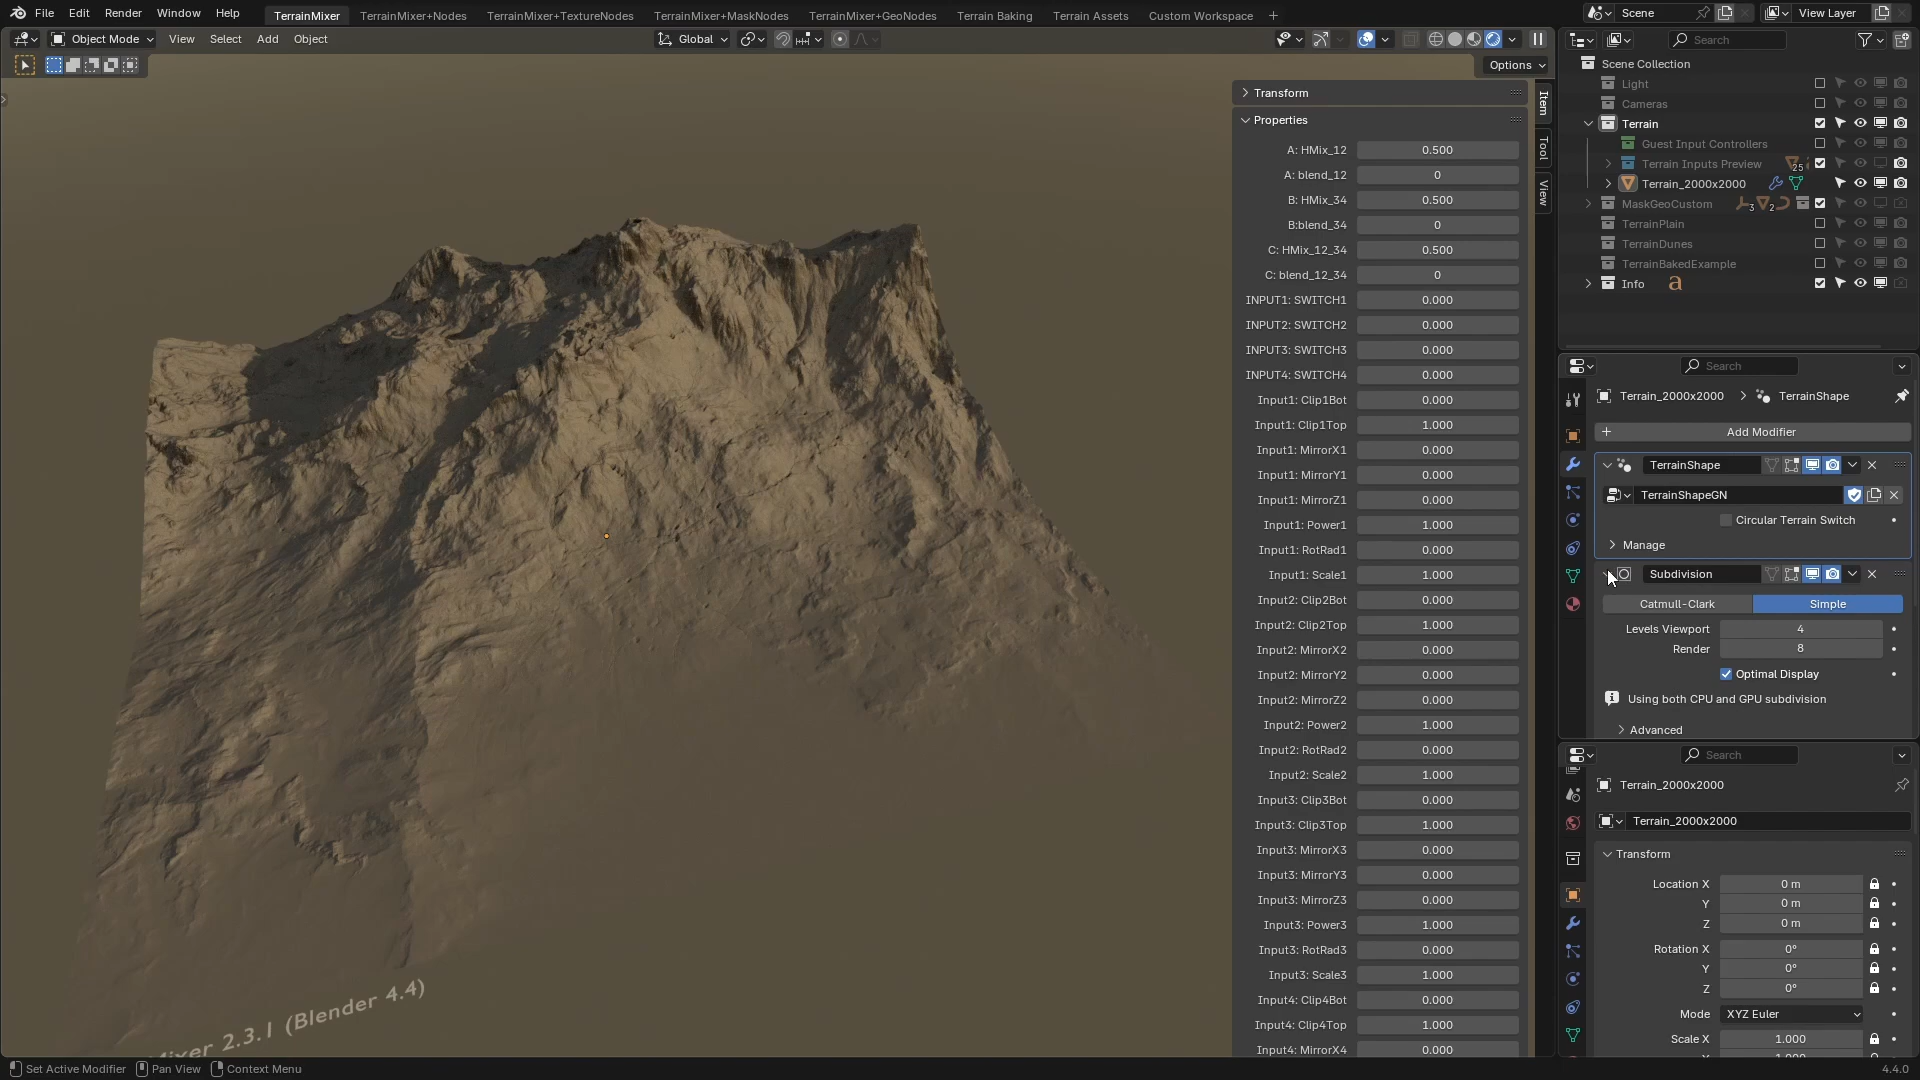 File Edit Render Window Help TerrainMixer TerrainMixer+Nodes TerrainMixer+TextureNodes TerrainMixer+MaskNodes TerrainMixer+GeoNodes Terrain Baking Terrain Assets Custom Workspace + Scene View Layer
Object Mode View Select Add Object Global
Options
Search
Scene Collection
Light
Cameras
Terrain
Guest Input Controllers
Terrain Inputs Preview 25
Terrain_2000x2000
MaskGeoCustom 3 2
TerrainPlain
TerrainDunes
TerrainBakedExample
Info a
Transform
Properties
A: HMix_12 0.500
A: blend_12 0
B: HMix_34 0.500
B:blend_34 0
C: HMix_12_34 0.500
C: blend_12_34 0
INPUT1: SWITCH1 0.000
INPUT2: SWITCH2 0.000
INPUT3: SWITCH3 0.000
INPUT4: SWITCH4 0.000
Input1: Clip1Bot 0.000
Input1: Clip1Top 1.000
Input1: MirrorX1 0.000
Input1: MirrorY1 0.000
Input1: MirrorZ1 0.000
Input1: Power1 1.000
Input1: RotRad1 0.000
Input1: Scale1 1.000
Input2: Clip2Bot 0.000
Input2: Clip2Top 1.000
Input2: MirrorX2 0.000
Input2: MirrorY2 0.000
Input2: MirrorZ2 0.000
Input2: Power2 1.000
Input2: RotRad2 0.000
Input2: Scale2 1.000
Input3: Clip3Bot 0.000
Input3: Clip3Top 1.000
Input3: MirrorX3 0.000
Input3: MirrorY3 0.000
Input3: MirrorZ3 0.000
Input3: Power3 1.000
Input3: RotRad3 0.000
Input3: Scale3 1.000
Input4: Clip4Bot 0.000
Input4: Clip4Top 1.000
Input4: MirrorX4 0.000
Item
Tool
View
Search
Terrain_2000x2000 > TerrainShape
+ Add Modifier
TerrainShape
TerrainShapeGN
Circular Terrain Switch
Manage
Subdivision
Catmull-Clark Simple
Levels Viewport 4
Render 8
Optimal Display
Using both CPU and GPU subdivision
Advanced
Search
Terrain_2000x2000
Terrain_2000x2000
Transform
Location X 0 m
Y 0 m
Z 0 m
Rotation X 0°
Y 0°
Z 0°
Mode XYZ Euler
Scale X 1.000
Mixer 2.3.1 (Blender 4.4)
Set Active Modifier Pan View Context Menu 4.4.0